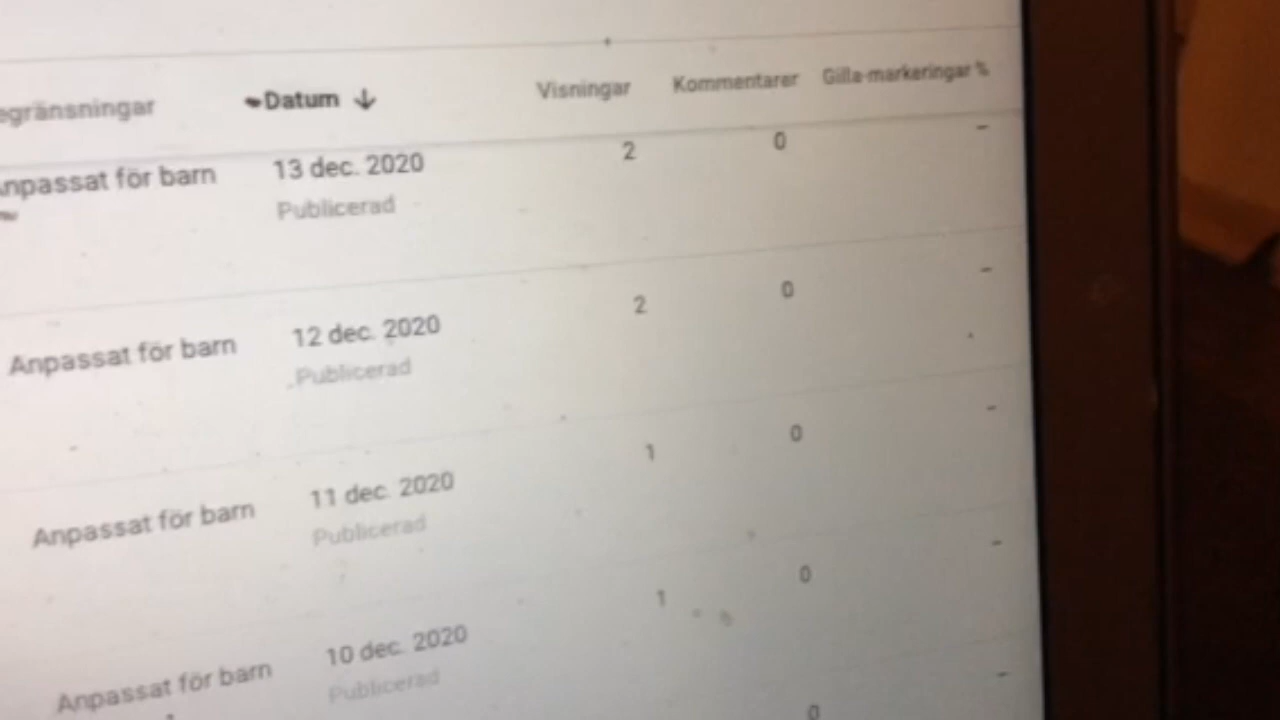 egränsningar Datum ↓ Visningar Kommentarer Gilla-markeringar %
Anpassat för barn 13 dec. 2020 2 0 –
Publicerad
Anpassat för barn 12 dec. 2020 2 0 –
Publicerad
Anpassat för barn 11 dec. 2020 1 0 –
Publicerad
Anpassat för barn 10 dec. 2020 1 0 –
Publicerad
0 –